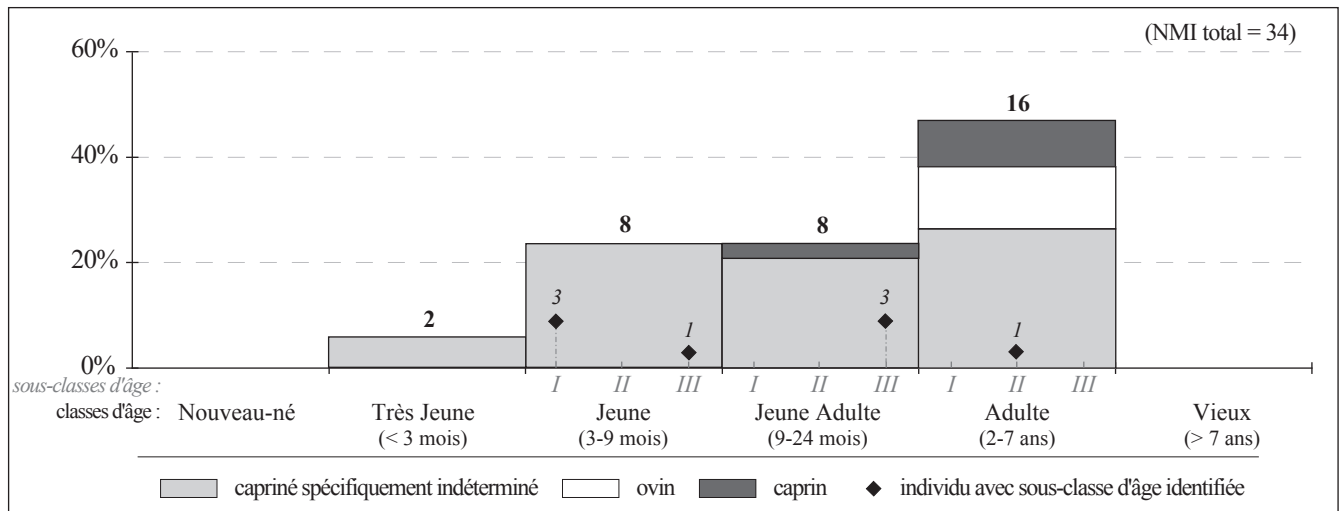 (NMI total = 34)
60%
16
40%
8
8
20%
3
3
2
1
1
0%
sous-classes d'âge :
I II III I II III I II III
classes d'âge : Nouveau-né Très Jeune Jeune Jeune Adulte Adulte Vieux
(< 3 mois) (3-9 mois) (9-24 mois) (2-7 ans) (> 7 ans)
capriné spécifiquement indéterminé ovin caprin individu avec sous-classe d'âge identifiée